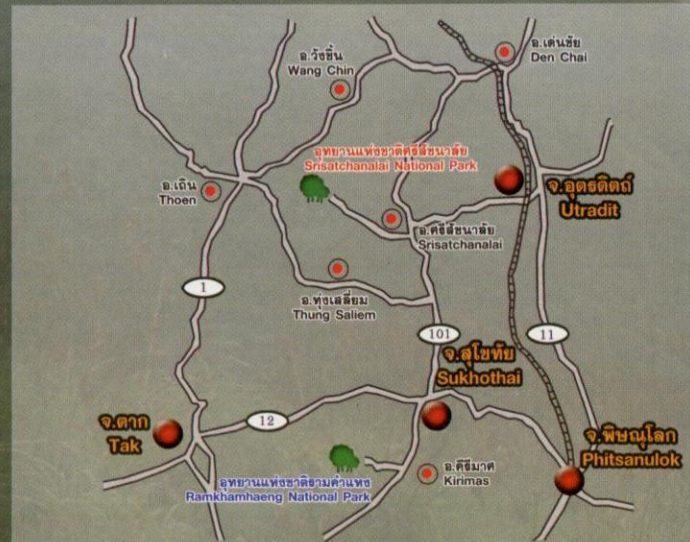 อ.วังชิ้น
Wang Chin
อ.เด่นชัย
Den Chai
อุทยานแห่งชาติศรีสัชนาลัย
Srisatchanalai National Park
อ.เถิน
Thoen
จ.อุตรดิตถ์
Utradit
อ.ศรีสัชนาลัย
Srisatchanalai
1
อ.ทุ่งเสลี่ยม
Thung Saliem
101
11
จ.สุโขทัย
Sukhothai
จ.ตาก
Tak
12
จ.พิษณุโลก
Phitsanulok
อุทยานแห่งชาติรามคำแหง
Ramkhamhaeng National Park
อ.คีรีมาศ
Kirimas